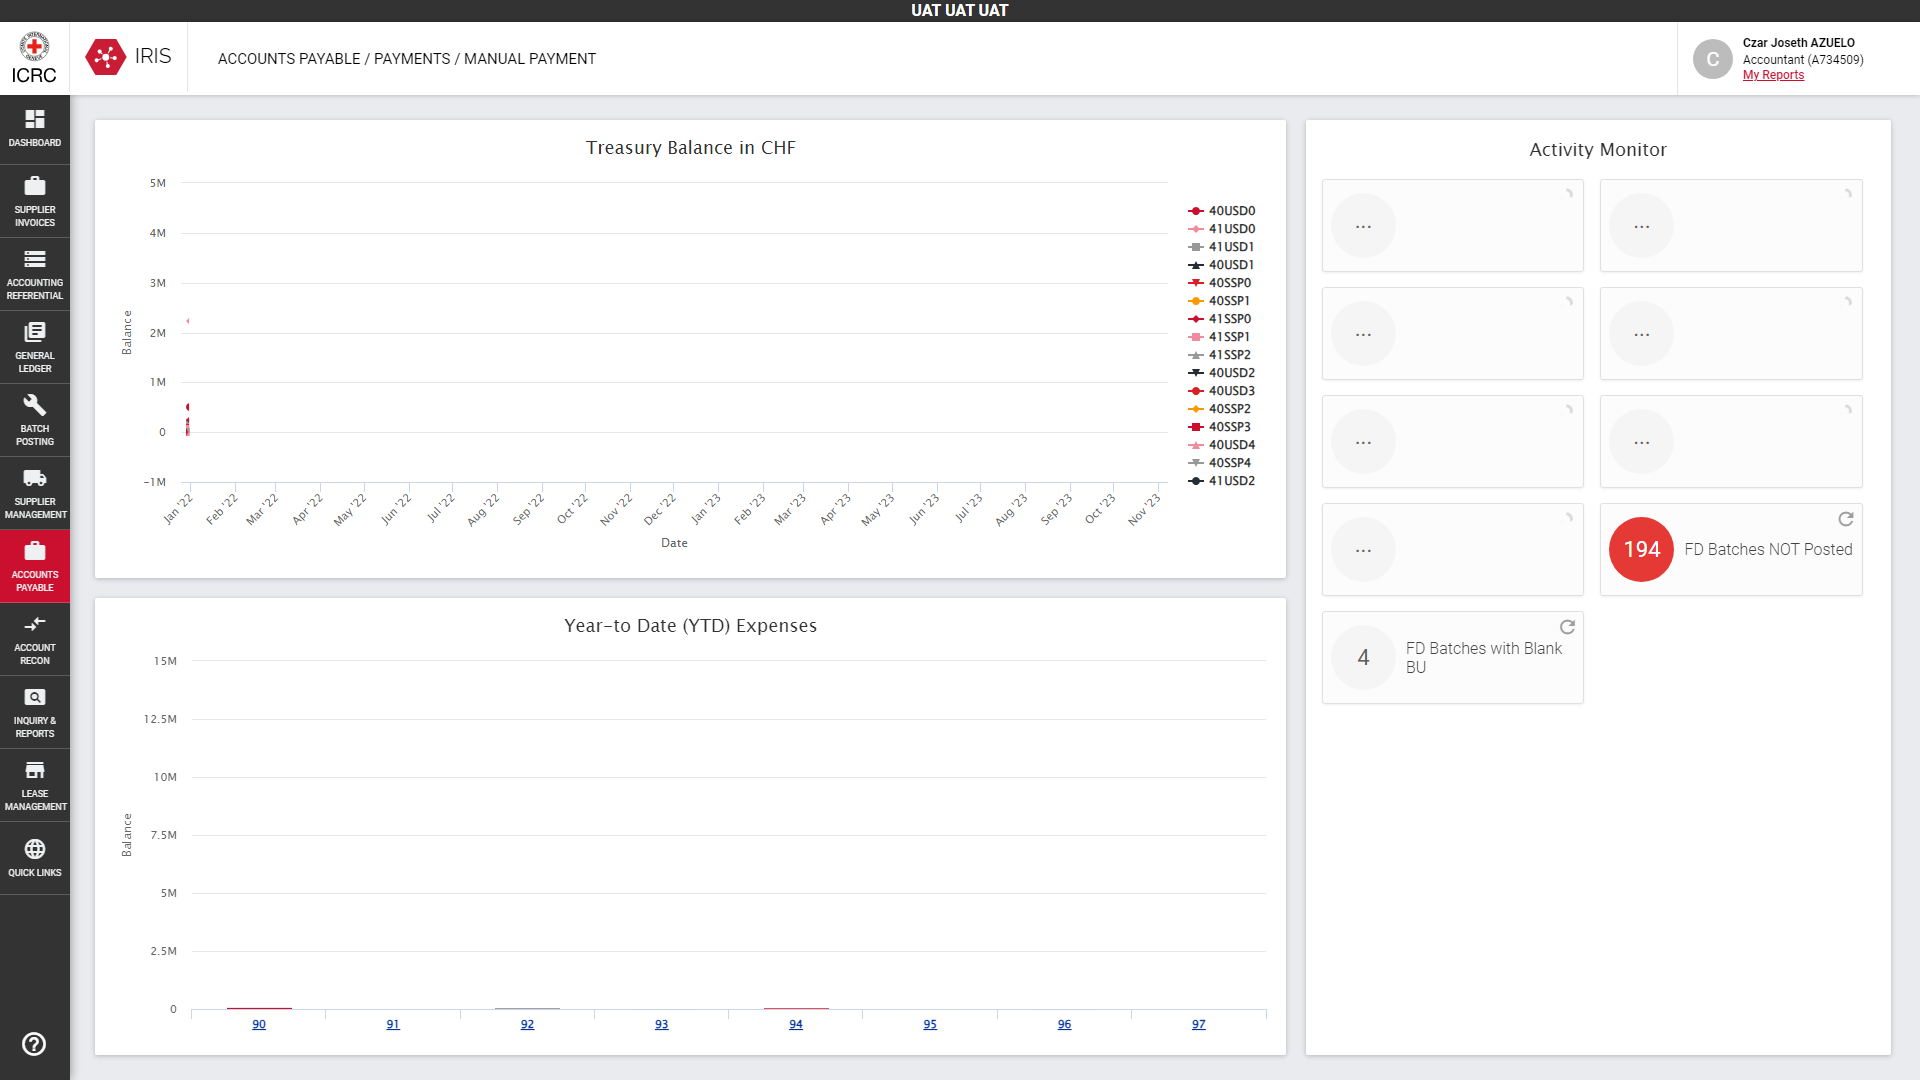 UAT UAT UAT
ICRC
IRIS
ACCOUNTS PAYABLE / PAYMENTS / MANUAL PAYMENT
C
Czar Joseth AZUELO
Accountant (A734509)
My Reports
DASHBOARD
SUPPLIER
INVOICES
ACCOUNTING
REFERENTIAL
GENERAL
LEDGER
BATCH
POSTING
SUPPLIER
MANAGEMENT
ACCOUNTS
PAYABLE
ACCOUNT
RECON
INQUIRY &
REPORTS
LEASE
MANAGEMENT
QUICK LINKS
Treasury Balance in CHF
Balance
5M
4M
3M
2M
1M
0
-1M
Jan '22
Feb '22
Mar '22
Apr '22
May '22
Jun '22
Jul '22
Aug '22
Sep '22
Oct '22
Nov '22
Dec '22
Jan '23
Feb '23
Mar '23
Apr '23
May '23
Jun '23
Jul '23
Aug '23
Sep '23
Oct '23
Nov '23
Date
40USD0
41USD0
41USD1
40USD1
40SSP0
40SSP1
41SSP0
41SSP1
41SSP2
40USD2
40USD3
40SSP2
40SSP3
40USD4
40SSP4
41USD2
Year-to Date (YTD) Expenses
Balance
15M
12.5M
10M
7.5M
5M
2.5M
0
90
91
92
93
94
95
96
97
Activity Monitor
...
...
...
...
...
...
...
194
FD Batches NOT Posted
4
FD Batches with Blank
BU